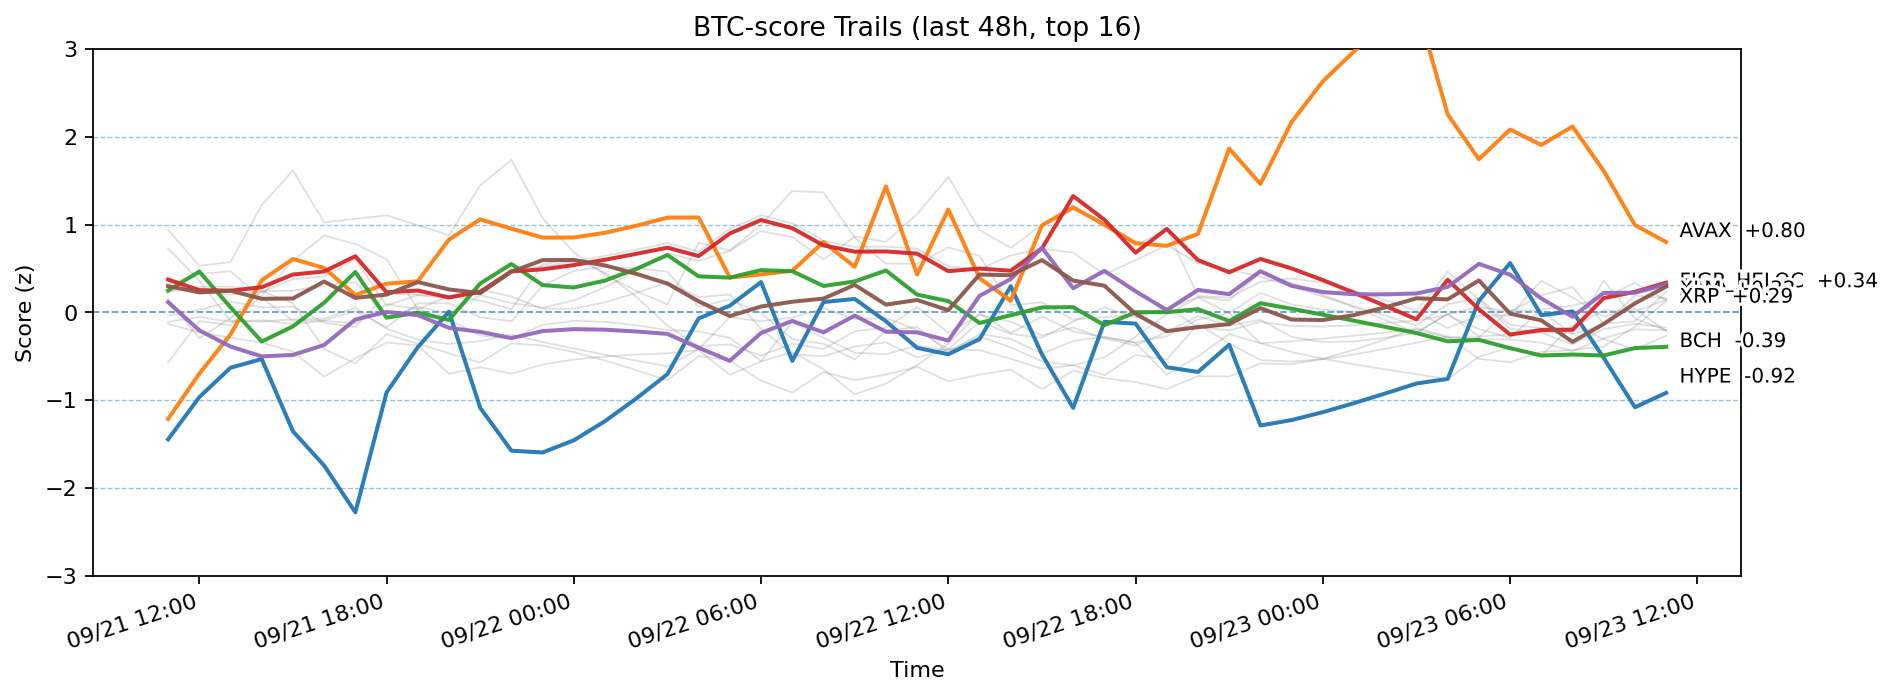 BTC-score Trails (last 48h, top 16)
3
2
1
0
−1
−2
−3
Score (z)
AVAX +0.80
FIGR_HELOC +0.34
XRP +0.29
BCH -0.39
HYPE -0.92
09/21 12:00
09/21 18:00
09/22 00:00
09/22 06:00
09/22 12:00
09/22 18:00
09/23 00:00
09/23 06:00
09/23 12:00
Time